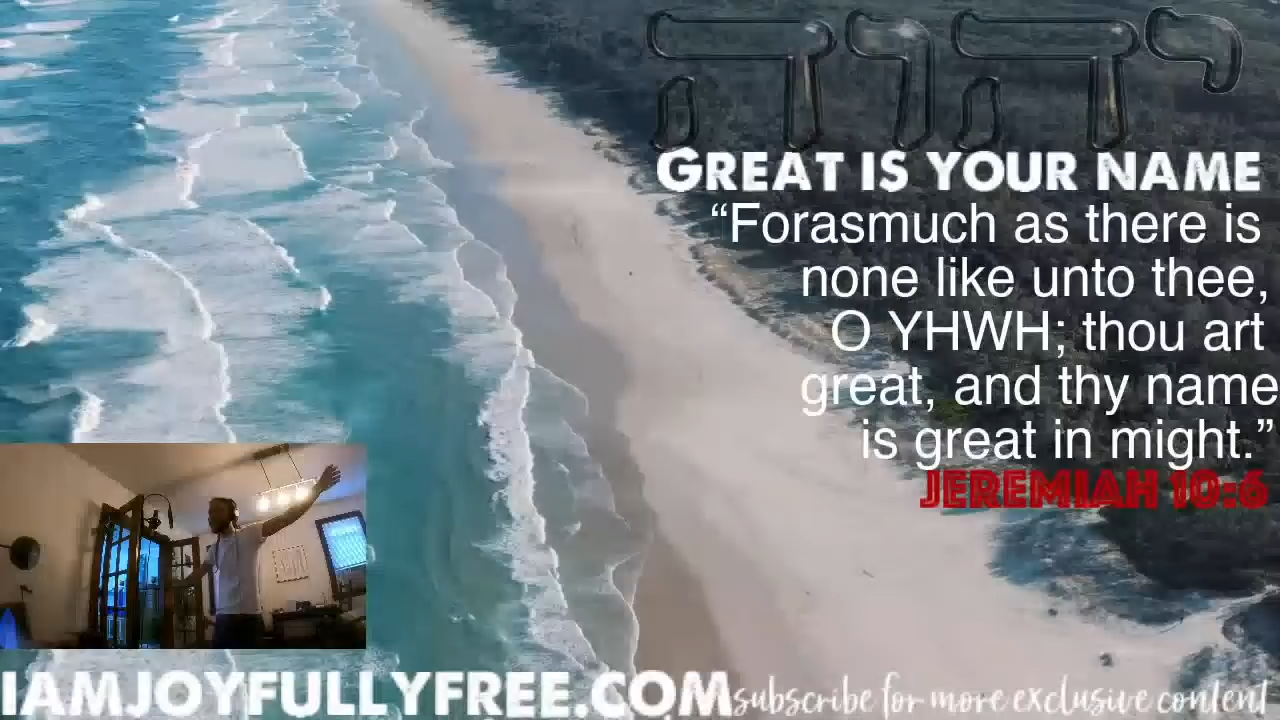 יהוה
GREAT IS YOUR NAME
“Forasmuch as there is
none like unto thee,
O YHWH; thou art
great, and thy name
is great in might.”
JEREMIAH 10:6
IAMJOYFULLYFREE.COM subscribe for more exclusive content